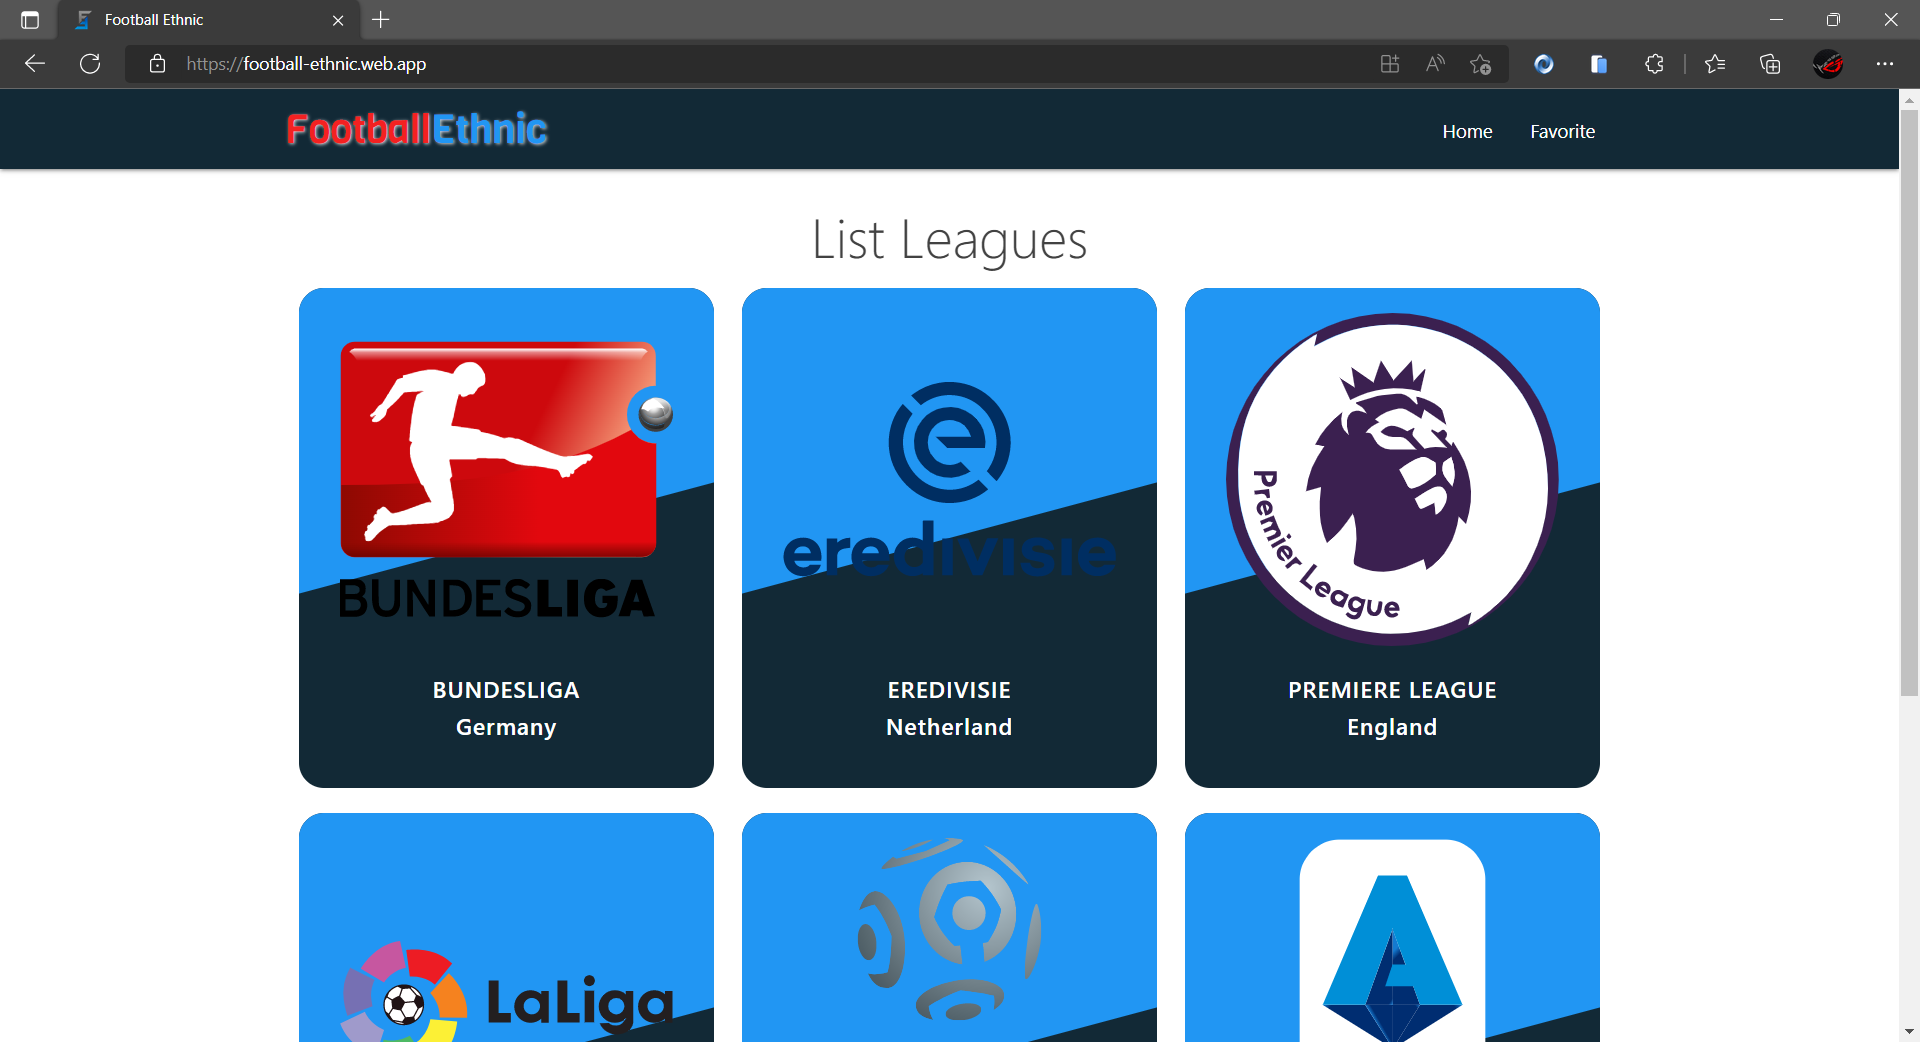 Football Ethnic
https://football-ethnic.web.app
FootballEthnic
Home
Favorite
List Leagues
BUNDESLIGA
BUNDESLIGA
Germany
eredivisie
EREDIVISIE
Netherland
Premier League
PREMIERE LEAGUE
England
LaLiga